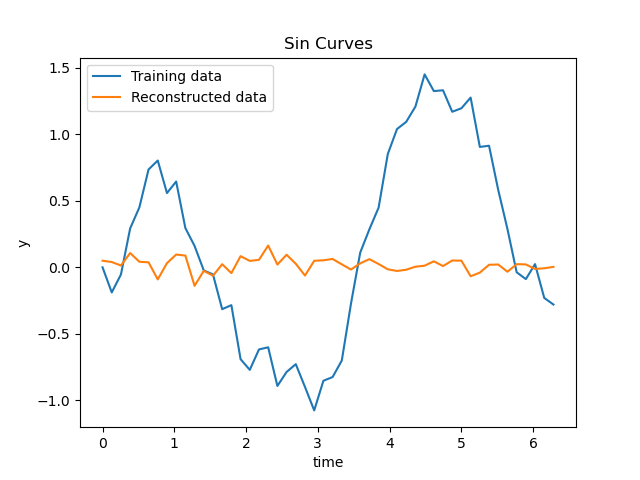 Sin Curves
Training data
Reconstructed data
1.5
1.0
0.5
0.0
−0.5
−1.0
y
0 1 2 3 4 5 6
time